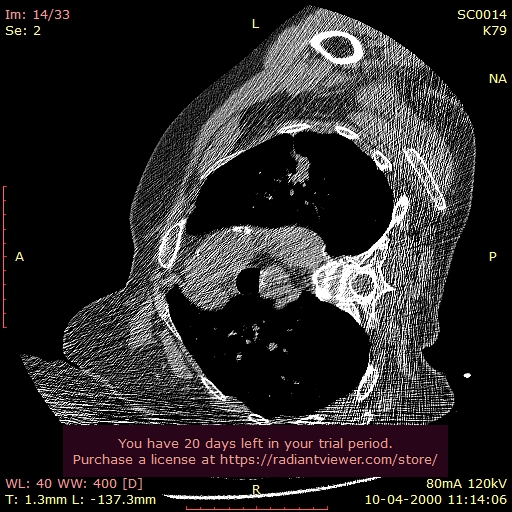 Im: 14/33
Se: 2
L
SC0014
K79
NA
A
P
You have 20 days left in your trial period.
Purchase a license at https://radiantviewer.com/store/
WL: 40 WW: 400 [D]
T: 1.3mm L: -137.3mm
R
80mA 120kV
10-04-2000 11:14:06